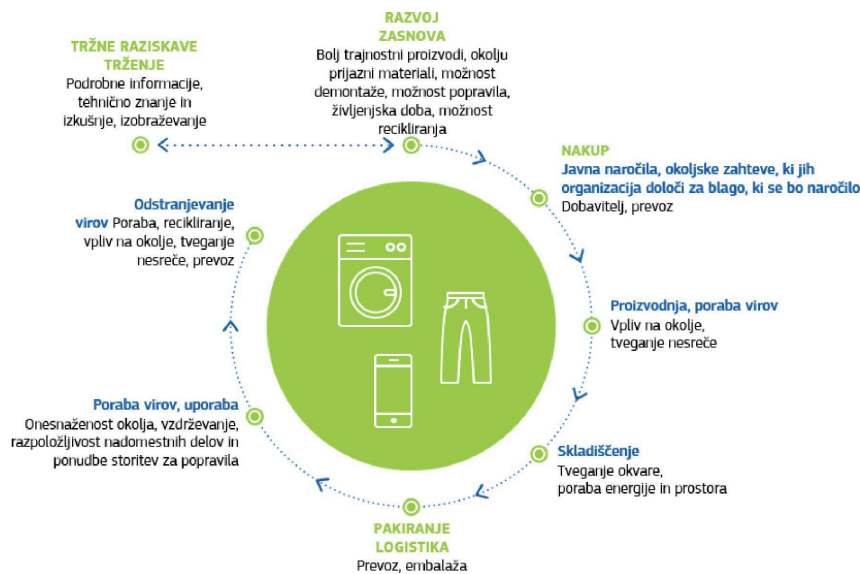 TRŽNE RAZISKAVE
TRŽENJE
Podrobne informacije,
tehnično znanje in
izkušnje, izobraževanje
RAZVOJ
ZASNOVA
Bolj trajnostni proizvodi, okolju
prijazni materiali, možnost
demontaže, možnost popravila,
življenjska doba, možnost
recikliranja
NAKUP
Javna naročila, okoljske zahteve, ki jih
organizacija določi za blago, ki se bo naročilo
Dobavitelj, prevoz
Proizvodnja, poraba virov
Vpliv na okolje,
tveganje nesreče
Skladiščenje
Tveganje okvare,
poraba energije in prostora
PAKIRANJE
LOGISTIKA
Prevoz, embalaža
Poraba virov, uporaba
Onesnaženost okolja, vzdrževanje,
razpoložljivost nadomestnih delov in
ponudbe storitev za popravila
Odstranjevanje
virov Poraba, recikliranje,
vpliv na okolje, tveganje
nesreče, prevoz